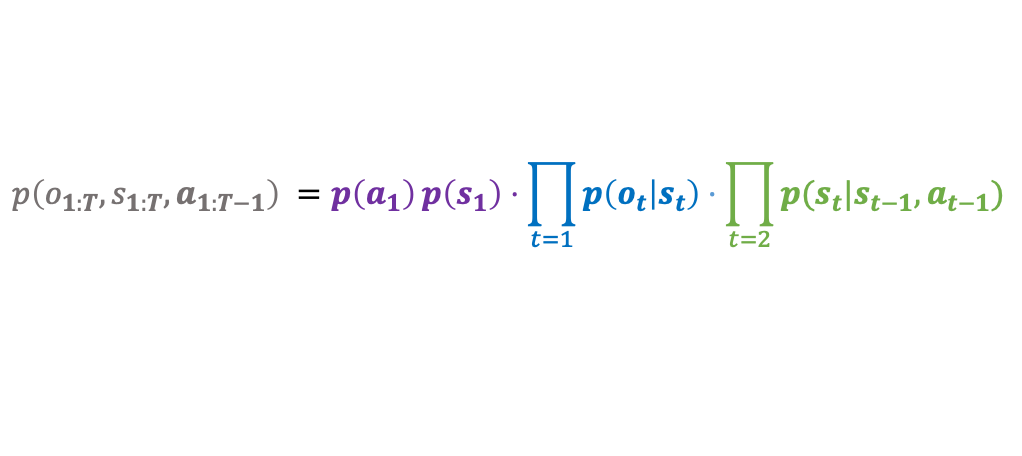 p(o₁:T, s₁:T, a₁:T−1) = p(a₁) p(s₁) · ∏ p(oₜ|sₜ) · ∏ p(sₜ|sₜ₋₁, aₜ₋₁)
t=1 t=2